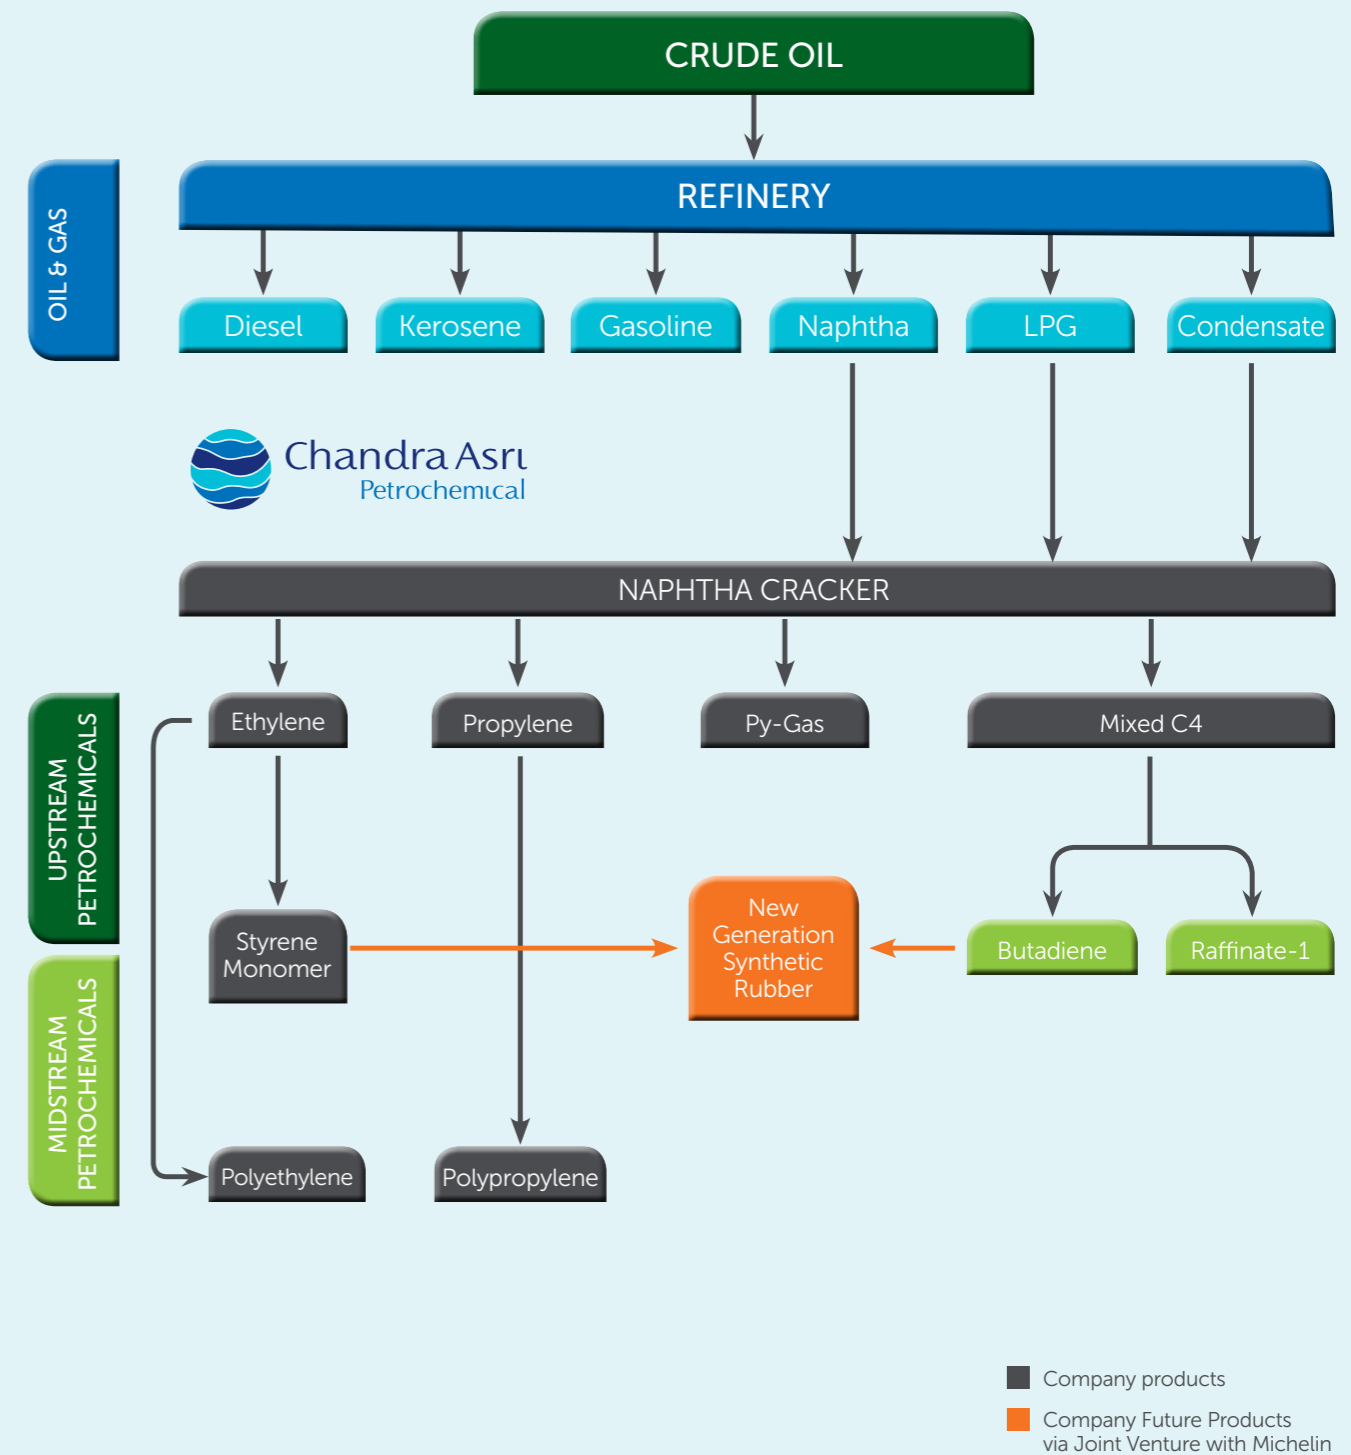 CRUDE OIL
REFINERY
OIL & GAS
Diesel
Kerosene
Gasoline
Naphtha
LPG
Condensate
Chandra Asri
Petrochemical
NAPHTHA CRACKER
UPSTREAM
PETROCHEMICALS
Ethylene
Propylene
Py-Gas
Mixed C4
Styrene
Monomer
New
Generation
Synthetic
Rubber
Butadiene
Raffinate-1
MIDSTREAM
PETROCHEMICALS
Polyethylene
Polypropylene
Company products
Company Future Products
via Joint Venture with Michelin